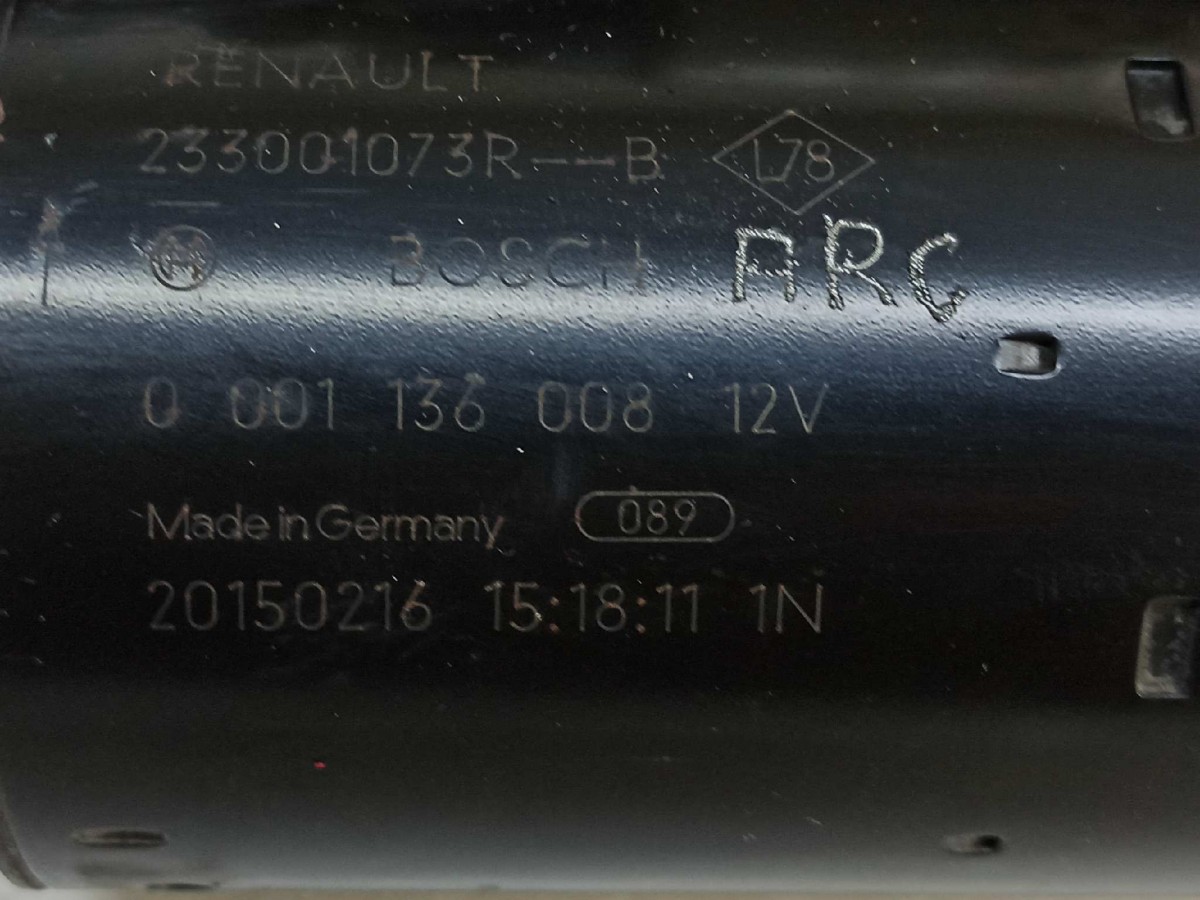 RENAULT
233001073R--B L78
BOSCH ARC
0 001 136 008 12V
Made in Germany 089
20150216 15:18:11 1N